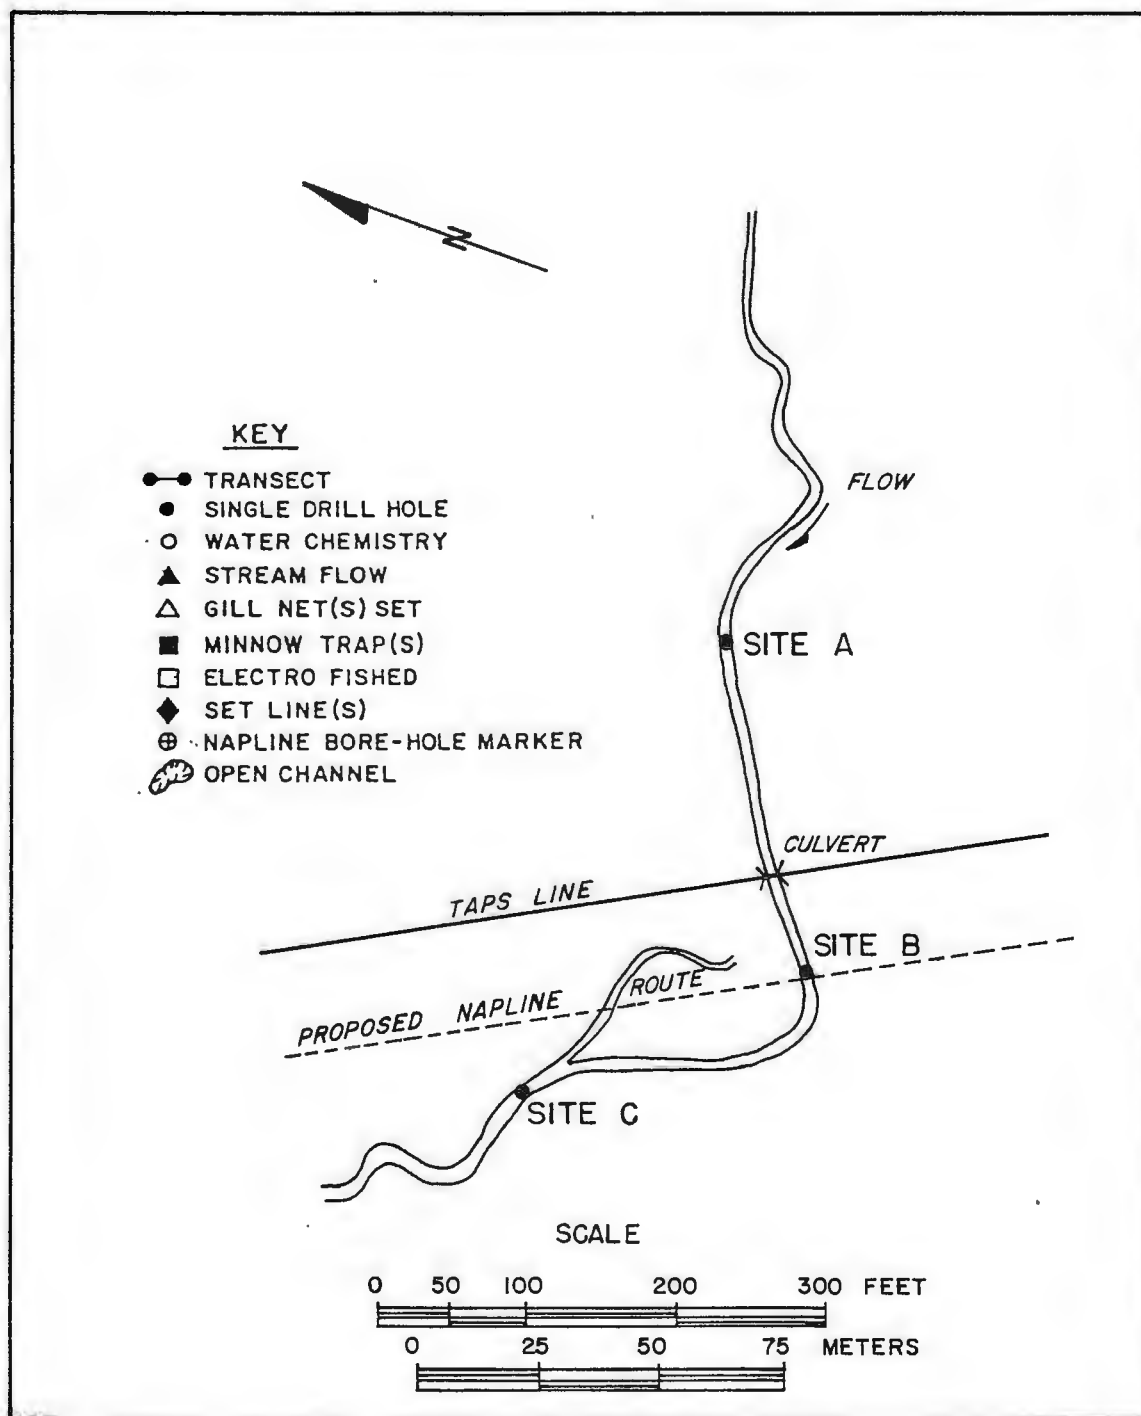 N
KEY
TRANSECT
SINGLE DRILL HOLE
WATER CHEMISTRY
STREAM FLOW
GILL NET(S) SET
MINNOW TRAP(S)
ELECTRO FISHED
SET LINE(S)
NAPLINE BORE-HOLE MARKER
OPEN CHANNEL
FLOW
SITE A
CULVERT
TAPS LINE
SITE B
PROPOSED NAPLINE ROUTE
SITE C
SCALE
0 50 100 200 300 FEET
0 25 50 75 METERS